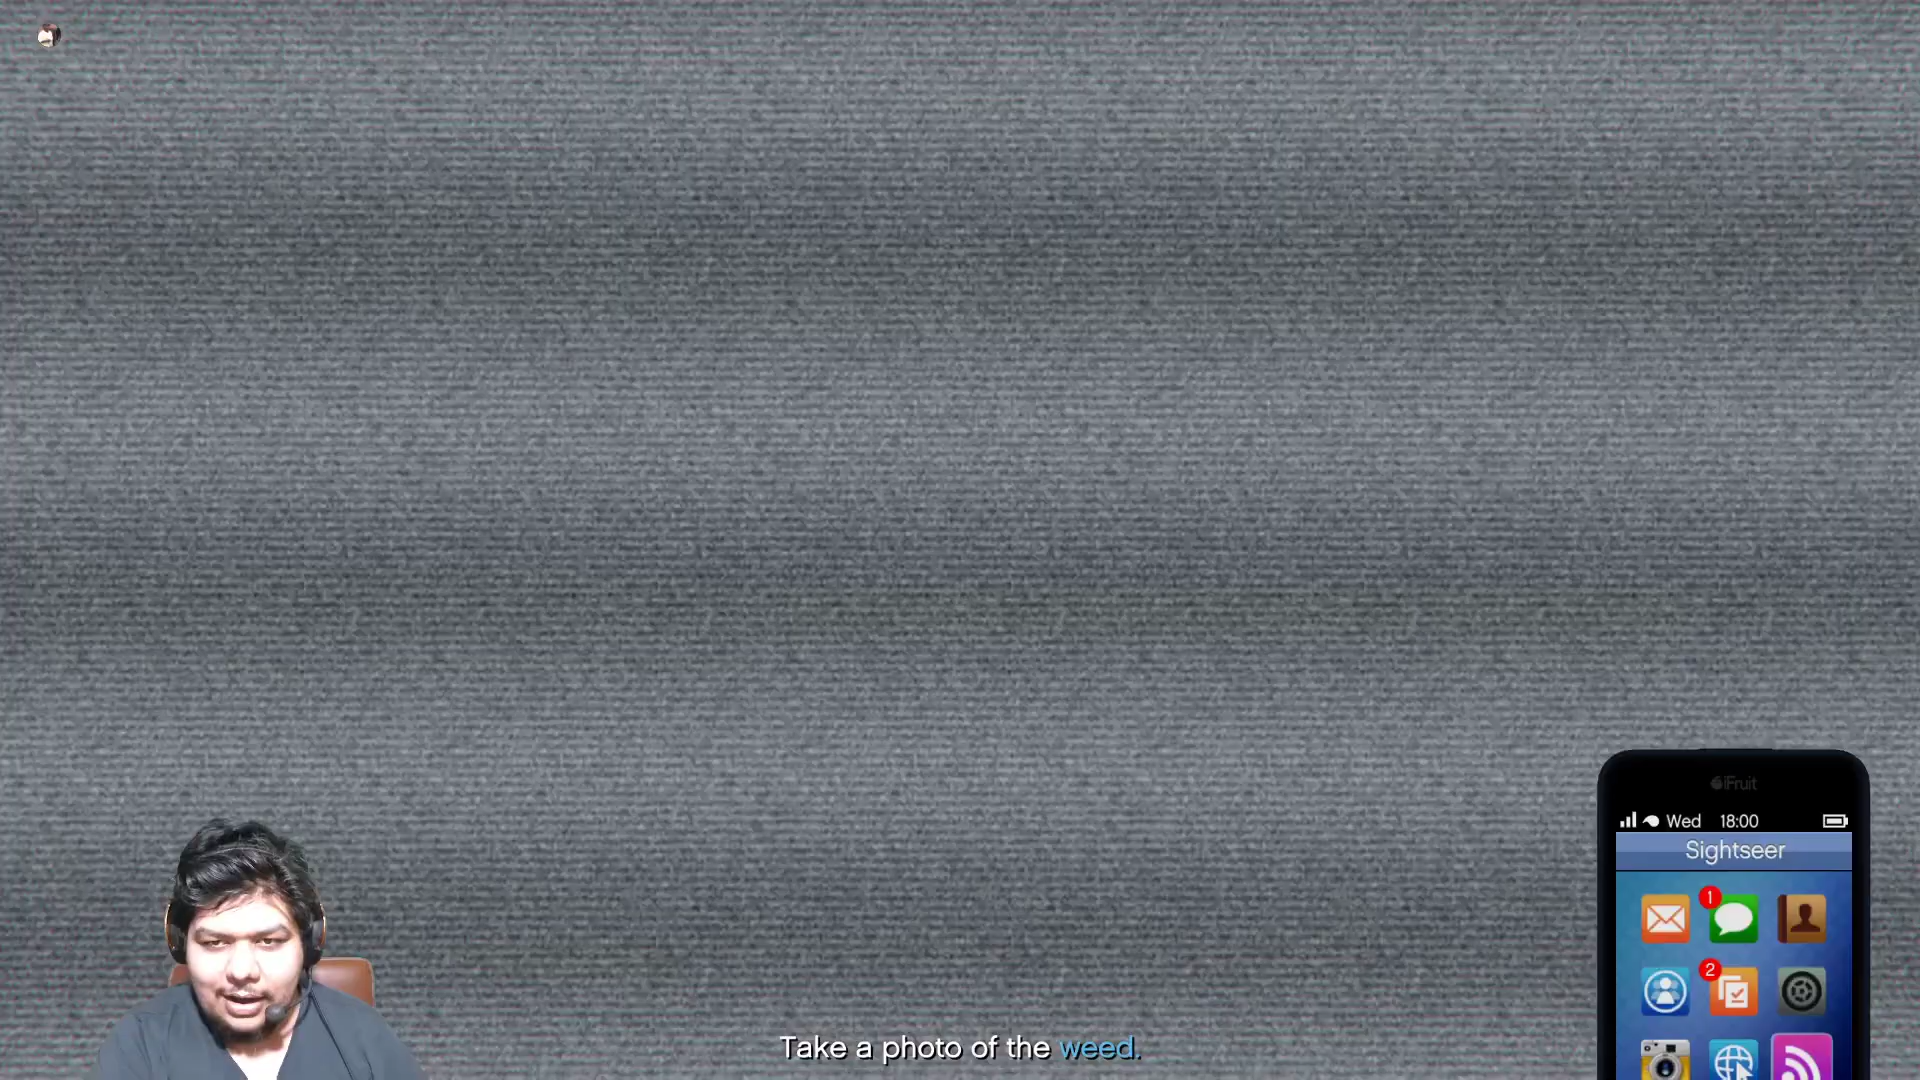 iFruit
Wed 18:00
Sightseer
1
2
Take a photo of the weed.